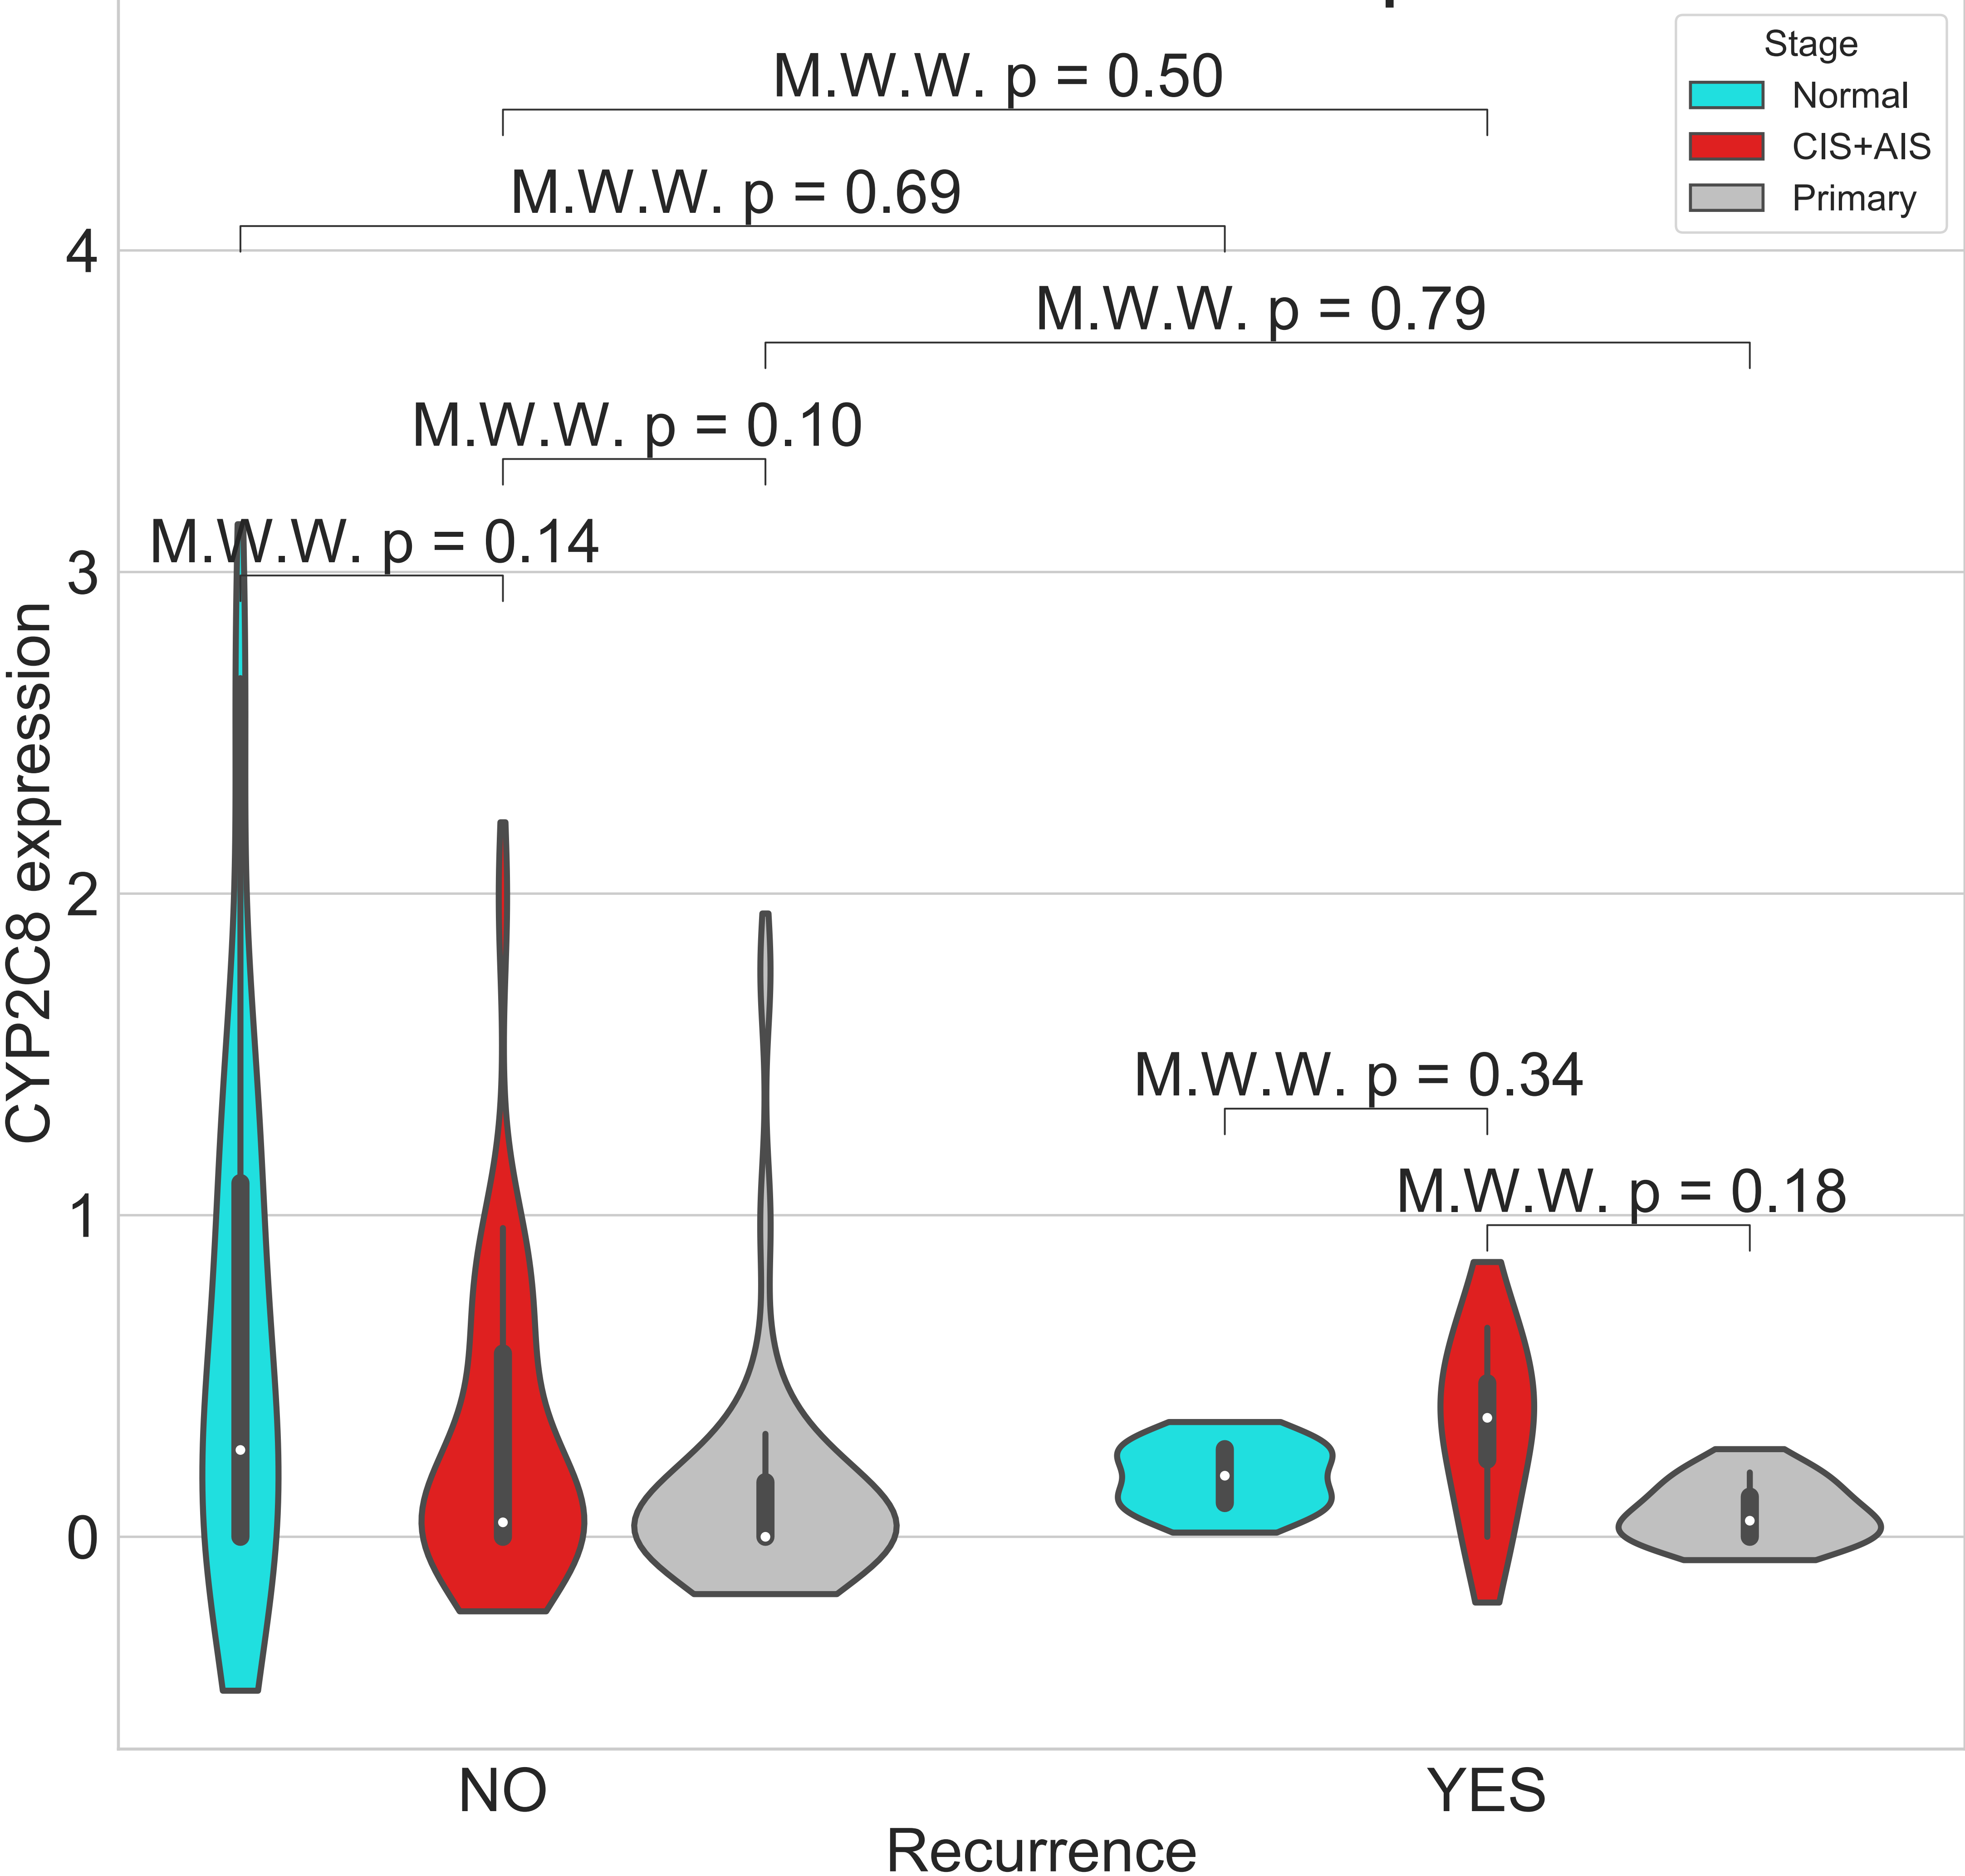 Stage
Normal
CIS+AIS
Primary
M.W.W. p = 0.50
M.W.W. p = 0.69
M.W.W. p = 0.79
M.W.W. p = 0.10
M.W.W. p = 0.14
M.W.W. p = 0.34
M.W.W. p = 0.18
4
3
2
1
0
CYP2C8 expression
NO
YES
Recurrence